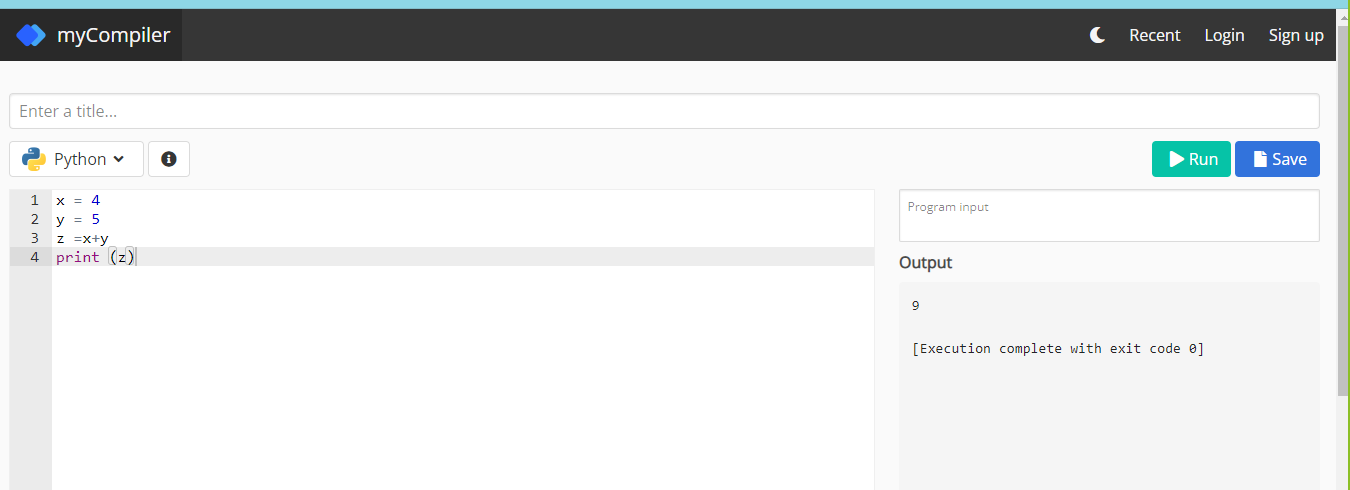 myCompiler Recent Login Sign up
Enter a title...
Python Run Save
1 x = 4
2 y = 5
3 z =x+y
4 print (z)
Program input
Output
9
[Execution complete with exit code 0]